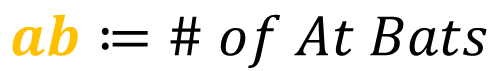 ab := # of At Bats